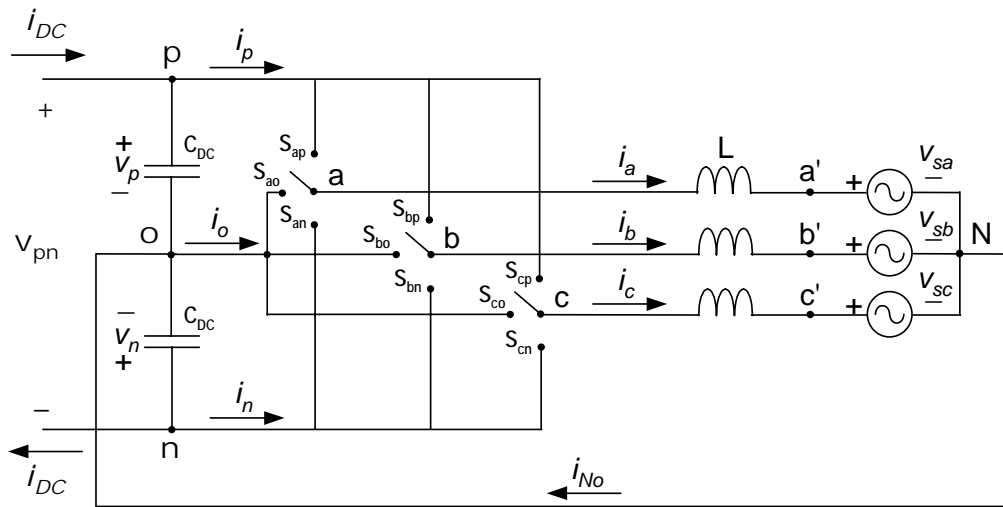 i_DC
p
i_p
+
+
v_p
−
C_DC
S_ap
S_ao
a
S_an
i_a
L
a'
+
v_sa
−
o
i_o
v_pn
S_bp
S_bo
b
S_bn
i_b
b'
+
v_sb
−
N
S_cp
S_co
c
S_cn
i_c
c'
+
v_sc
−
−
v_n
+
C_DC
−
n
i_n
i_DC
i_No